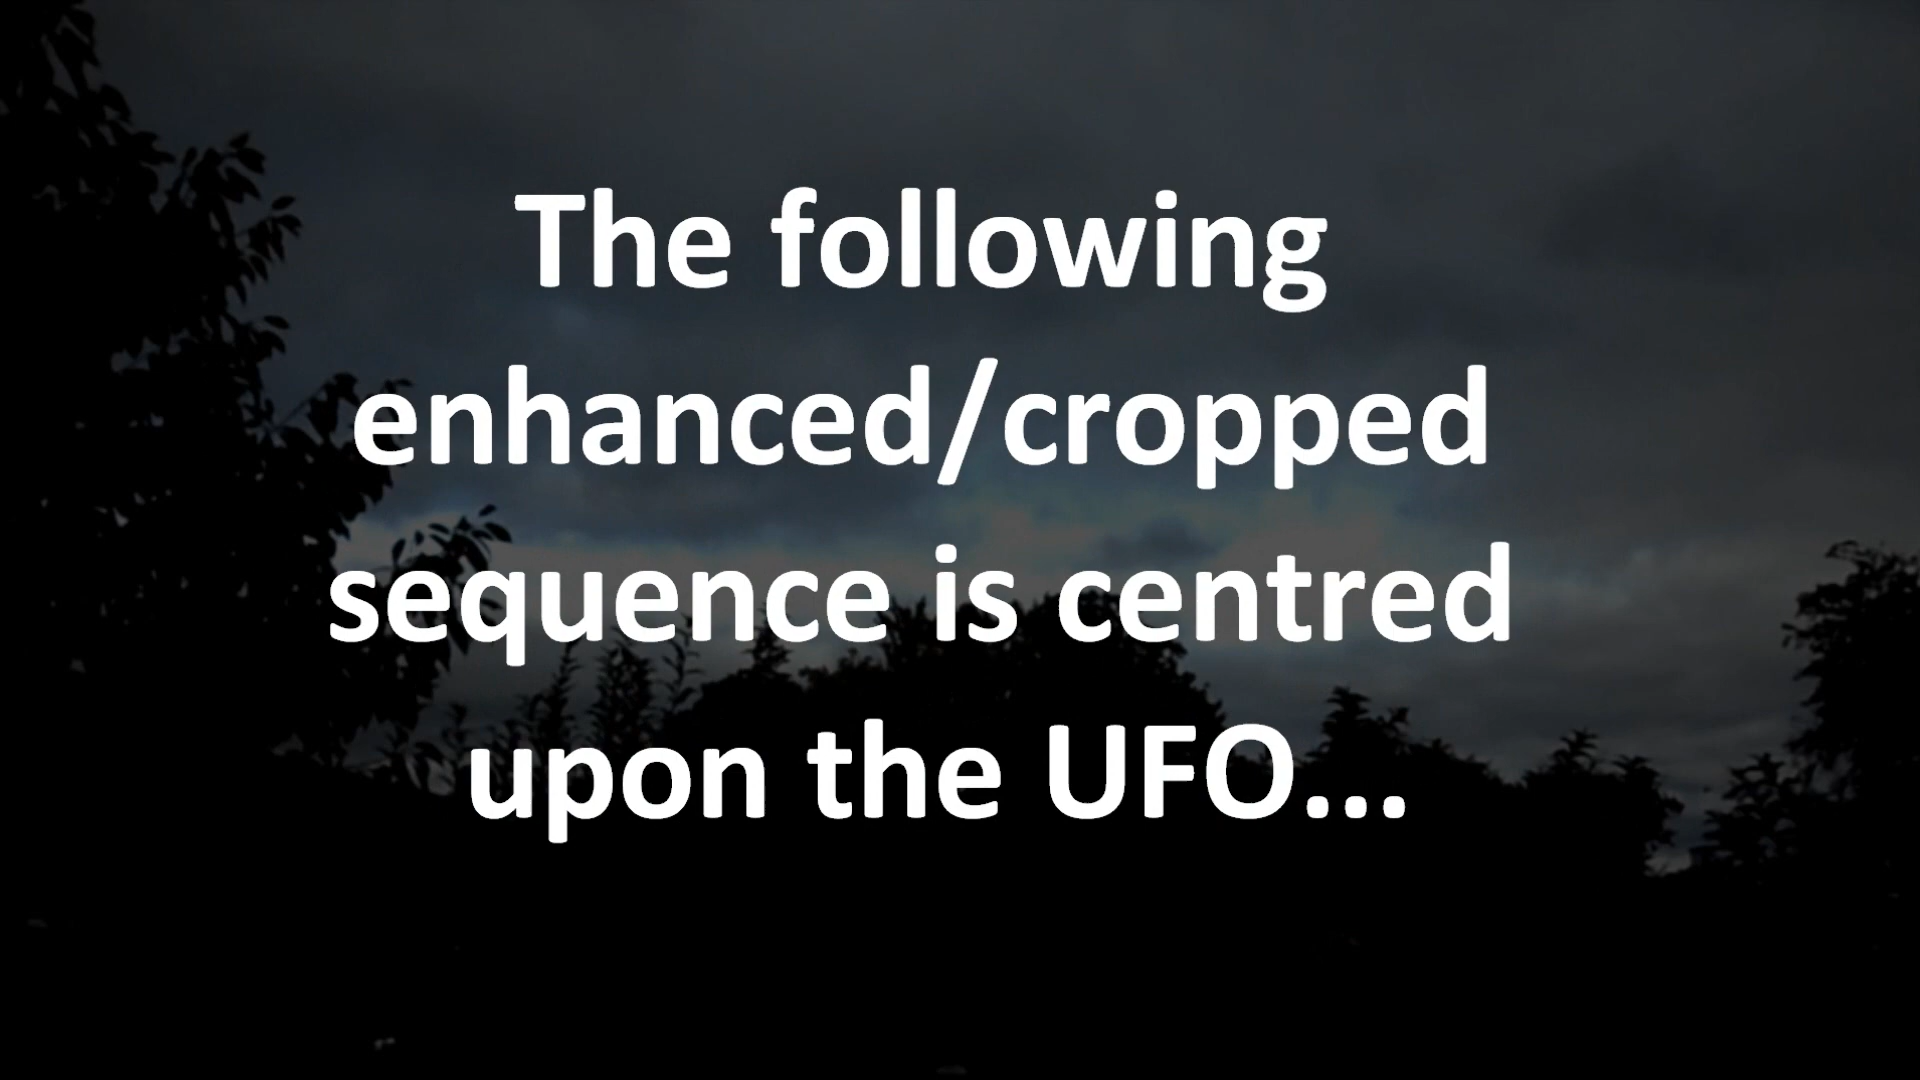 The following
enhanced/cropped
sequence is centred
upon the UFO...